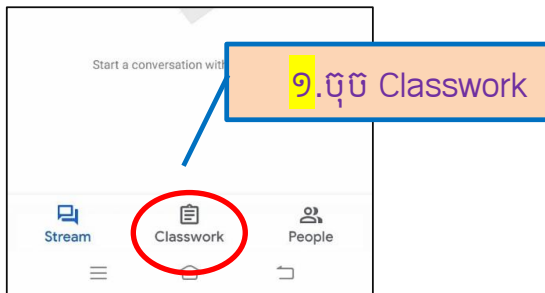 Start a conversation with
១.ចុច Classwork
Stream Classwork People